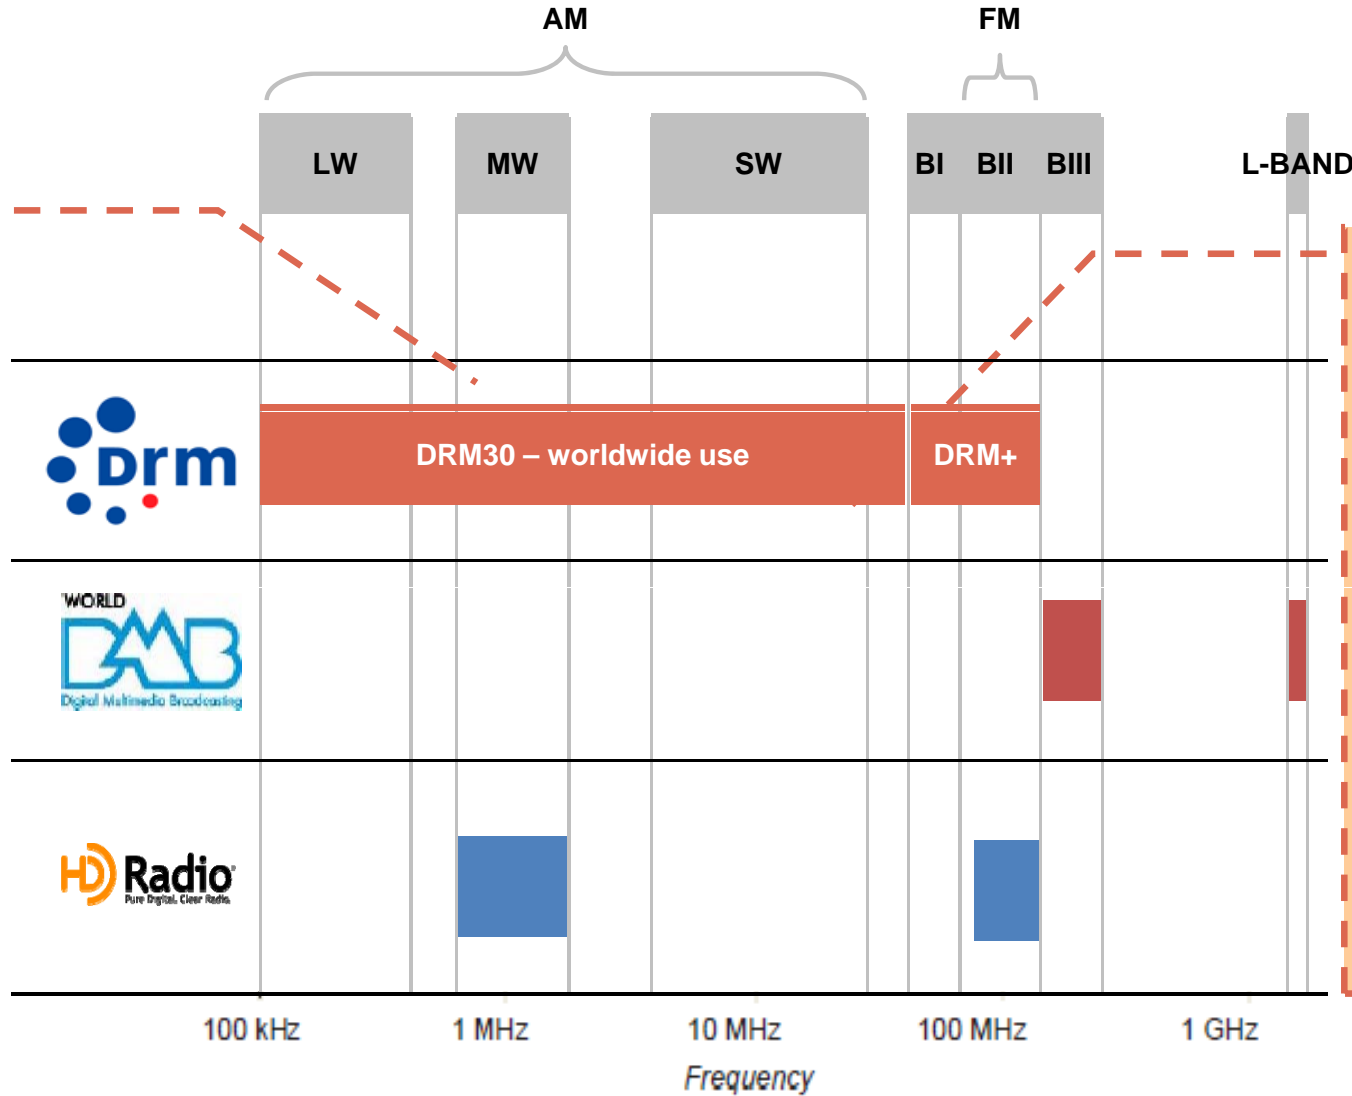 AM FM
LW MW SW BI BII BIII L-BAND
Drm
DRM30 – worldwide use DRM+
WORLD
DMB
Digital Multimedia Broadcasting
HD Radio
Pure Digital. Clear Radio.
100 kHz 1 MHz 10 MHz 100 MHz 1 GHz
Frequency